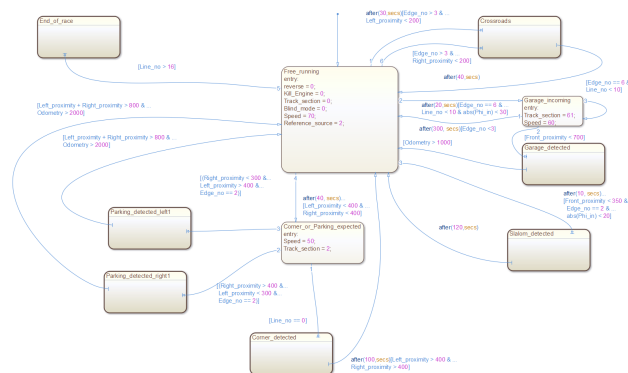 End_of_race
after(30,secs)[Edge_no > 3 &...
Left_proximity < 200]
Crossroads
[Edge_no > 3 &...
Right_proximity < 200]
[Line_no > 16]
Free_running
entry:
reverse = 0;
Kill_Engine = 0;
Track_section = 0;
Blind_mode = 0;
Speed = 70;
Reference_source = 2;
after(40,secs)
[Edge_no == 6 &
Line_no < 10]
[Left_proximity + Right_proximity > 800 &...
Odometry > 2000]
after(20,secs)[Edge_no == 6 &...
Line_no < 10 & abs(Phi_in) < 30]
Garage_incoming
entry:
Track_section = 61;
Speed = 60;
after(300, secs)[Edge_no <3]
[Left_proximity + Right_proximity > 800 &...
Odometry > 2000]
[Front_proximity < 700]
[Odometry > 1000]
Garage_detected
[(Right_proximity < 300 &...
Left_proximity > 400 &...
Edge_no == 2)]
after(40, secs)...
[Left_proximity < 400 &...
Right_proximity < 400]
after(10, secs)...
[Front_proximity < 350 &
Edge_no == 2 &...
abs(Phi_in) < 20]
Parking_detected_left1
Corner_or_Parking_expected
entry:
Speed = 50;
Track_section = 2;
after(120,secs)
Slalom_detected
Parking_detected_right1
[(Right_proximity > 400 &...
Left_proximity < 300 &...
Edge_no == 2)]
[Line_no == 0]
Corner_detected
after(100,secs)[Left_proximity > 400 &...
Right_proximity > 400]